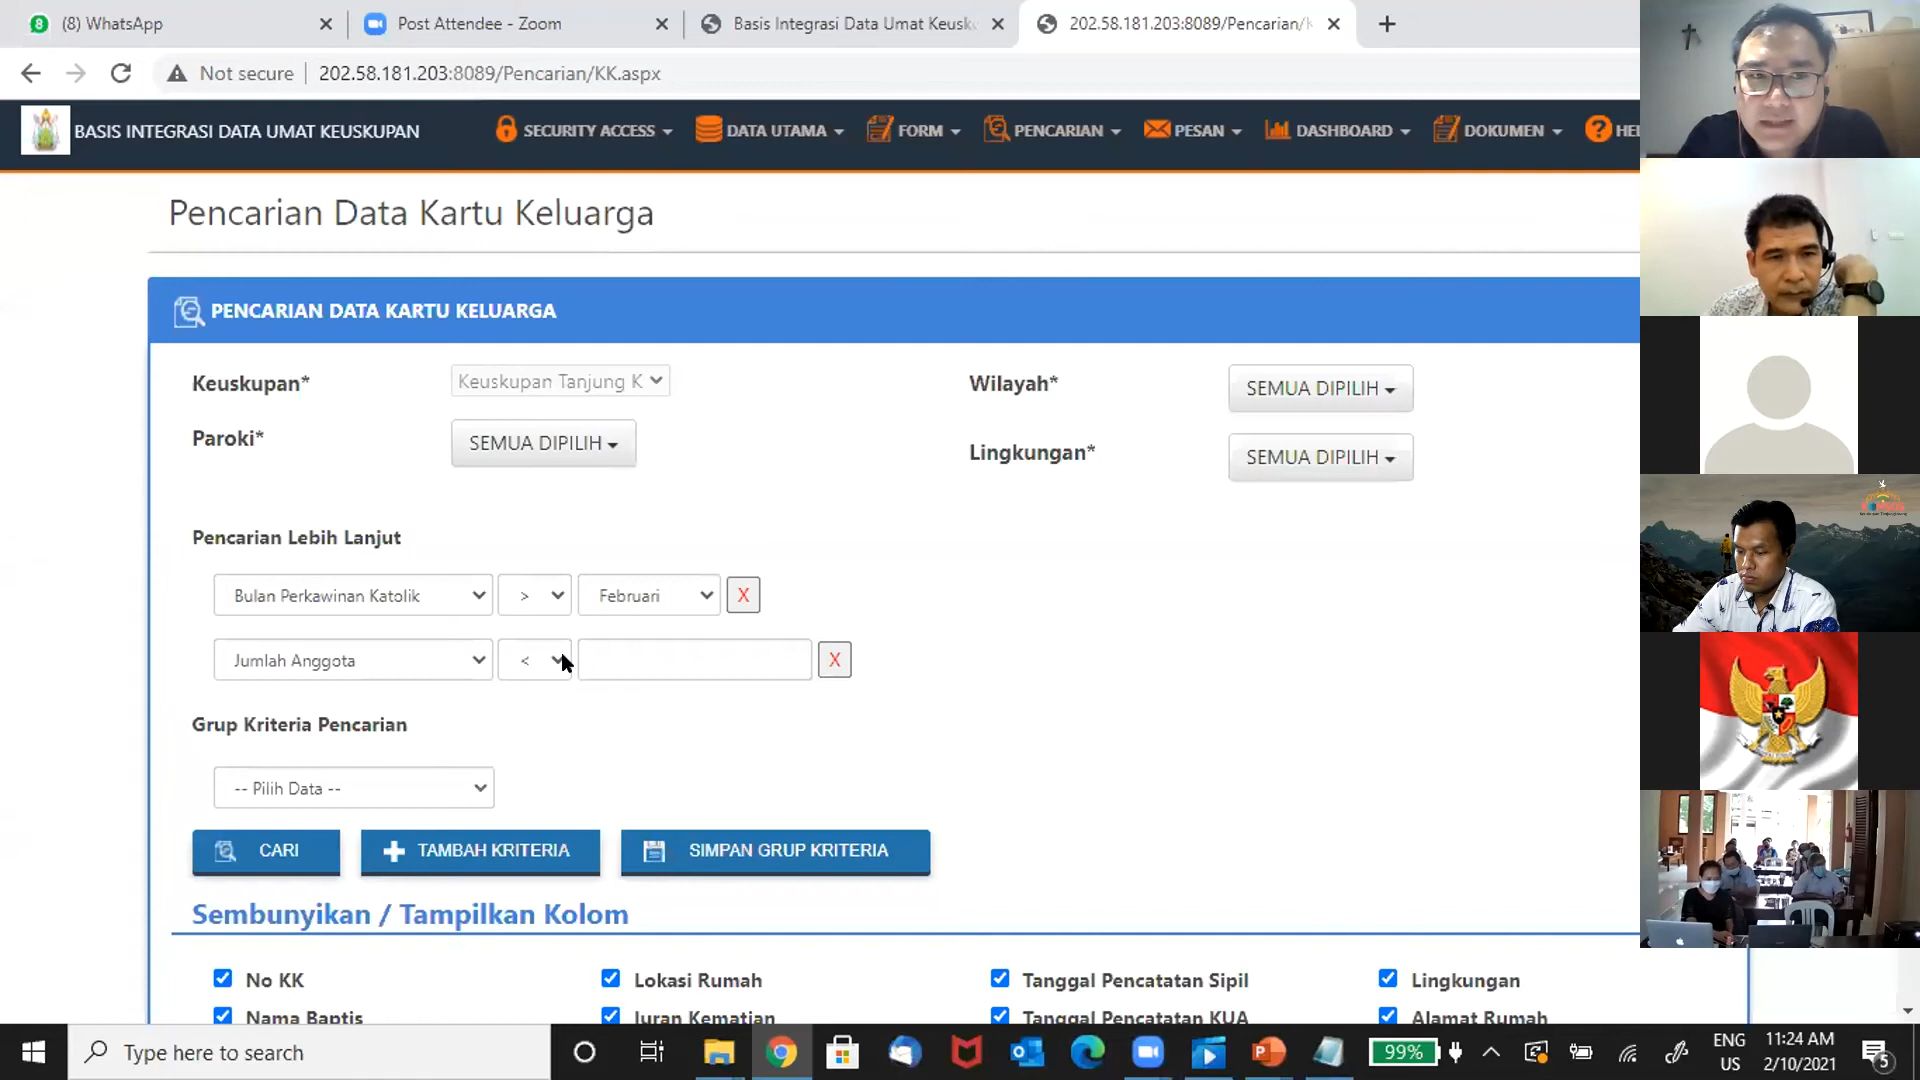 (8) WhatsApp
Post Attendee - Zoom
Basis Integrasi Data Umat Keusk
202.58.181.203:8089/Pencarian/K
Not secure
202.58.181.203:8089/Pencarian/KK.aspx
BASIS INTEGRASI DATA UMAT KEUSKUPAN
SECURITY ACCESS
DATA UTAMA
FORM
PENCARIAN
PESAN
DASHBOARD
DOKUMEN
HEL
Pencarian Data Kartu Keluarga
PENCARIAN DATA KARTU KELUARGA
Keuskupan*
Keuskupan Tanjung K
Wilayah*
SEMUA DIPILIH
Paroki*
SEMUA DIPILIH
Lingkungan*
SEMUA DIPILIH
Pencarian Lebih Lanjut
Bulan Perkawinan Katolik
>
Februari
X
Jumlah Anggota
<
X
Grup Kriteria Pencarian
-- Pilih Data --
CARI
TAMBAH KRITERIA
SIMPAN GRUP KRITERIA
Sembunyikan / Tampilkan Kolom
No KK
Lokasi Rumah
Tanggal Pencatatan Sipil
Lingkungan
Nama Baptis
Iuran Kematian
Tanggal Pencatatan KUA
Alamat Rumah
Type here to search
99%
ENG
US
11:24 AM
2/10/2021
5